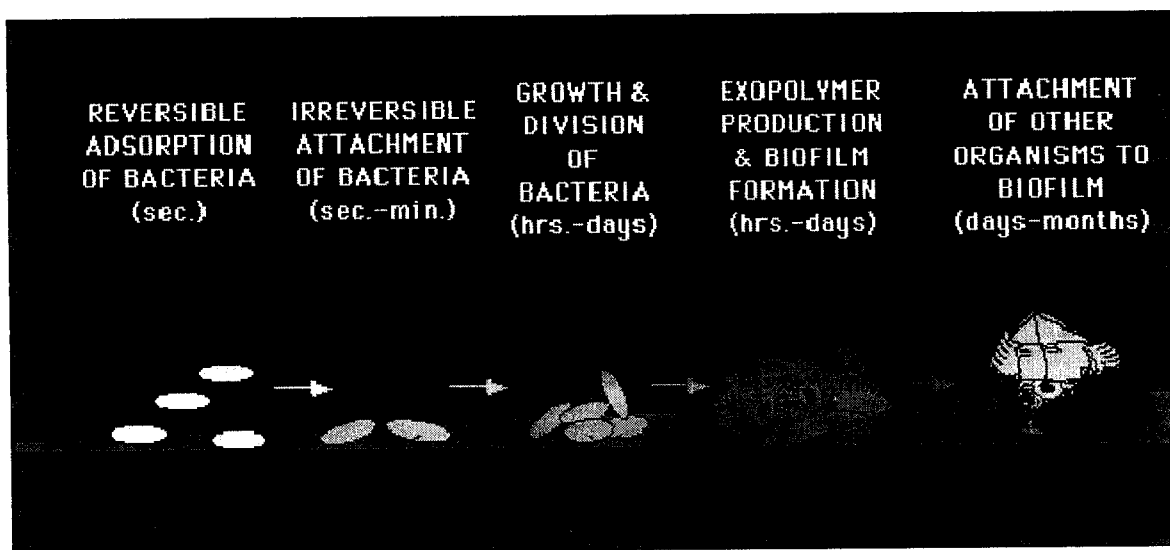 REVERSIBLE
ADSORPTION
OF BACTERIA
(sec.)
IRREVERSIBLE
ATTACHMENT
OF BACTERIA
(sec.-min.)
GROWTH &
DIVISION
OF
BACTERIA
(hrs.-days)
EXOPOLYMER
PRODUCTION
& BIOFILM
FORMATION
(hrs.-days)
ATTACHMENT
OF OTHER
ORGANISMS TO
BIOFILM
(days-months)